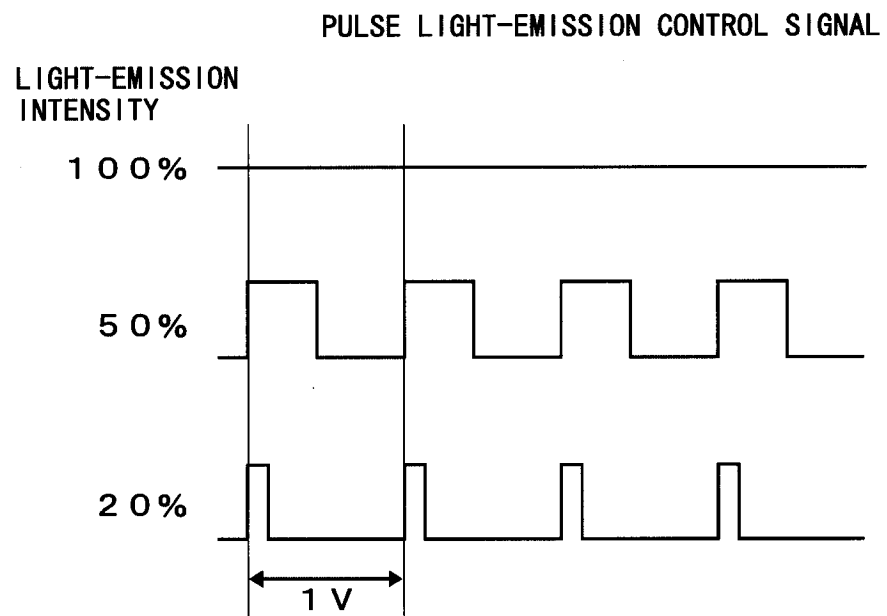 PULSE LIGHT-EMISSION CONTROL SIGNAL
LIGHT-EMISSION
INTENSITY
100%
50%
20%
1V